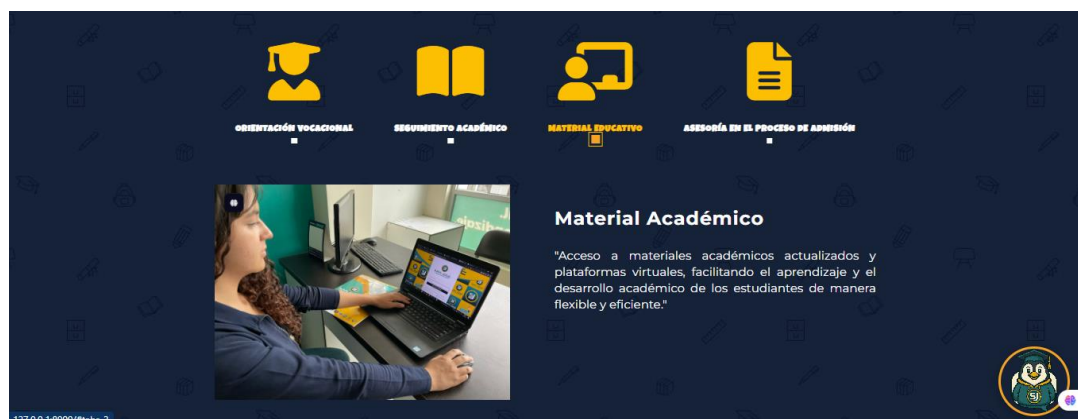 ORIENTACIÓN VOCACIONAL
SEGUIMIENTO ACADÉMICO
MATERIAL EDUCATIVO
ASESORÍA EN EL PROCESO DE ADMISIÓN
Material Académico
"Acceso a materiales académicos actualizados y
plataformas virtuales, facilitando el aprendizaje y el
desarrollo académico de los estudiantes de manera
flexible y eficiente."
SJ